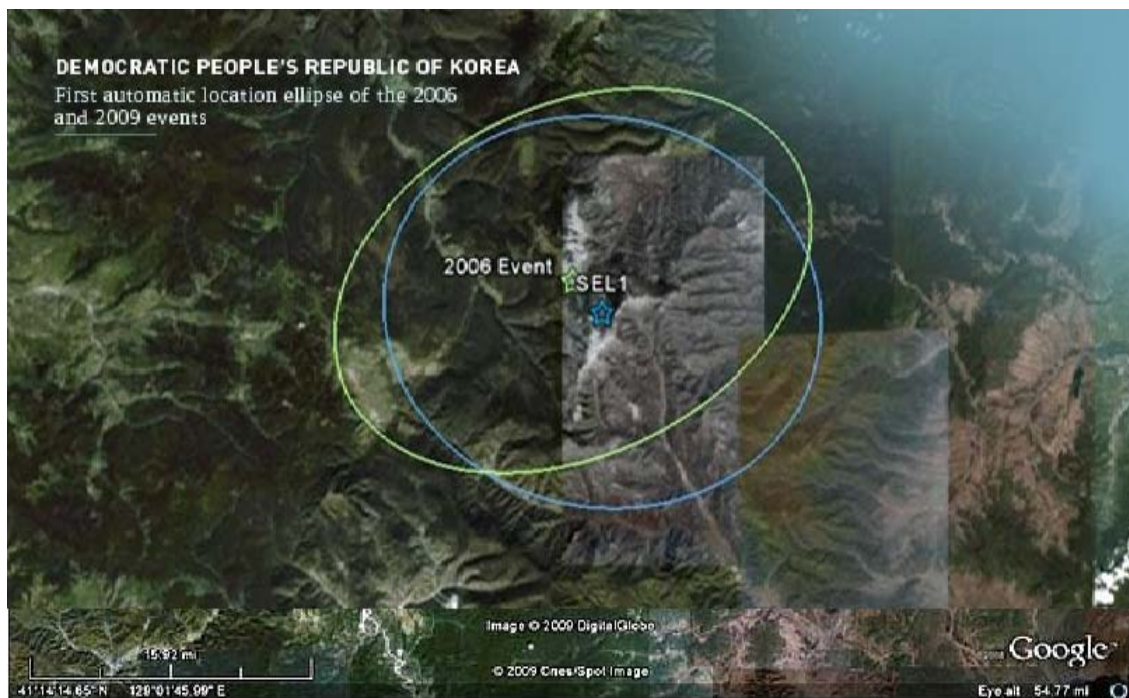 DEMOCRATIC PEOPLE'S REPUBLIC OF KOREA
First automatic location ellipse of the 2006
and 2009 events
2006 Event
SEL1
Image © 2009 DigitalGlobe
15.92 mi
© 2009 Cnes/Spot Image
Google
41°14'14.65" N 129°01'45.99" E
Eye alt 54.77 mi